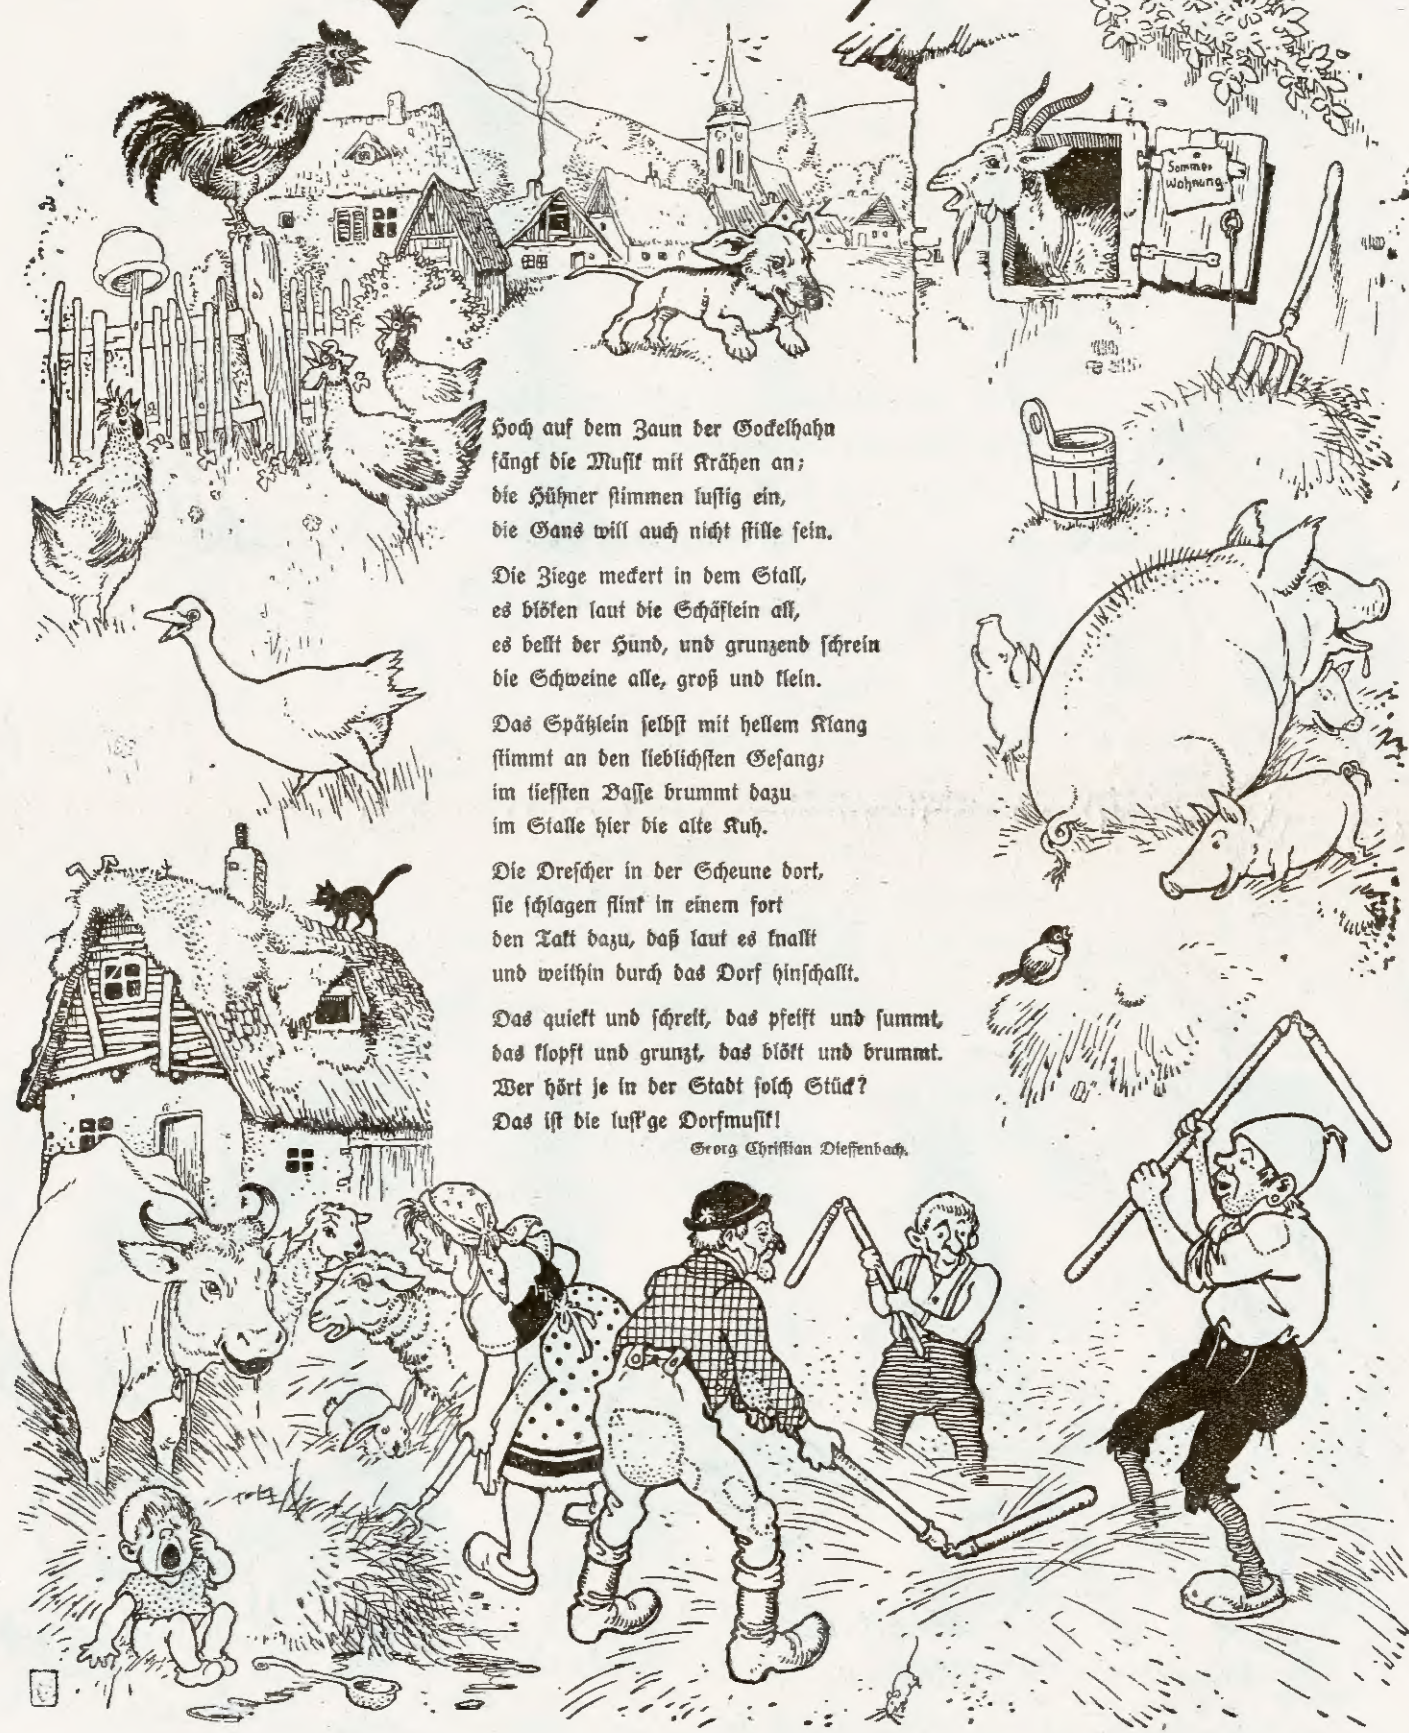 Sommer
Wohnung
Hoch auf dem Zaun der Gockelhahn
fängt die Musik mit Krähen an;
die Hühner stimmen lustig ein,
die Gans will auch nicht stille sein.
Die Ziege meckert in dem Stall,
es blöken laut die Schäflein all,
es bellt der Hund, und grunzend schrein
die Schweine alle, groß und klein.
Das Spätzlein selbst mit hellem Klang
stimmt an den lieblichsten Gesang;
im tiefsten Basse brummt dazu
im Stalle hier die alte Kuh.
Die Drescher in der Scheune dort,
sie schlagen flink in einem fort
den Takt dazu, daß laut es knallt
und weithin durch das Dorf hinschallt.
Das quiekt und schreit, das pfeift und summt,
das klopft und grunzt, das blökt und brummt.
Wer hört je in der Stadt solch Stück?
Das ist die lust'ge Dorfmusik!
Georg Christian Dieffenbach.